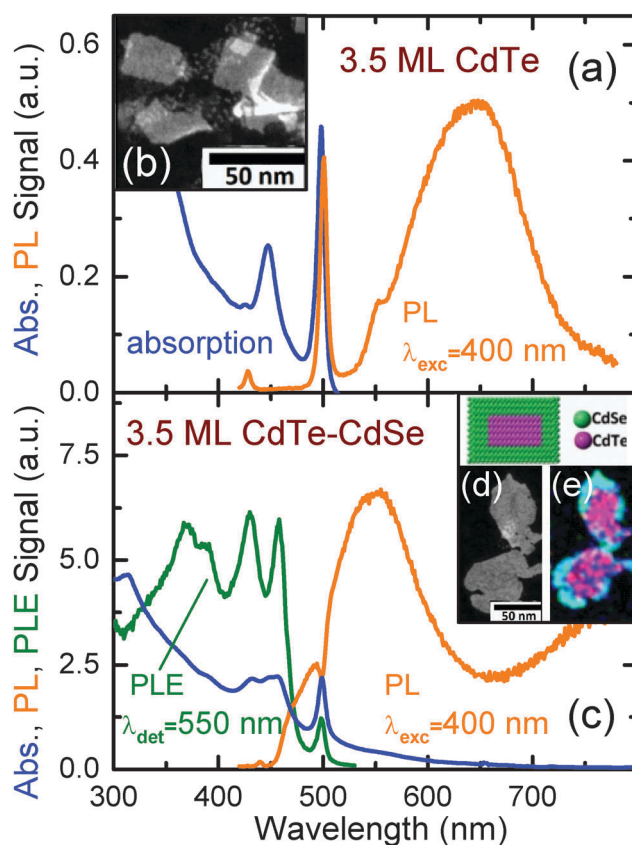 3.5 ML CdTe
(a)
(b)
50 nm
Abs., PL Signal (a.u.)
0.6
0.4
0.2
0.0
absorption
PL
λexc=400 nm
3.5 ML CdTe-CdSe
CdSe
CdTe
(d)
(e)
50 nm
Abs., PL, PLE Signal (a.u.)
7.5
5.0
2.5
0.0
PLE
λdet=550 nm
PL
λexc=400 nm
(c)
300 400 500 600 700
Wavelength (nm)